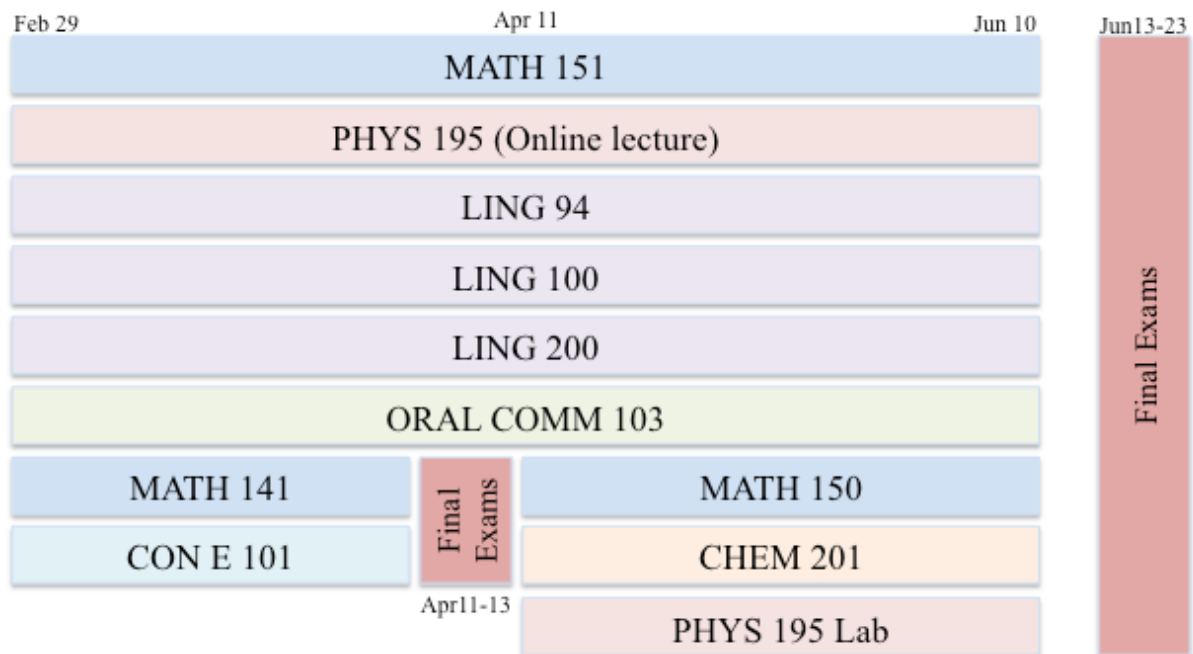 Feb 29
Apr 11
Jun 10
Jun13-23
MATH 151
PHYS 195 (Online lecture)
LING 94
LING 100
LING 200
ORAL COMM 103
MATH 141
CON E 101
Final
Exams
Apr11-13
MATH 150
CHEM 201
PHYS 195 Lab
Final Exams